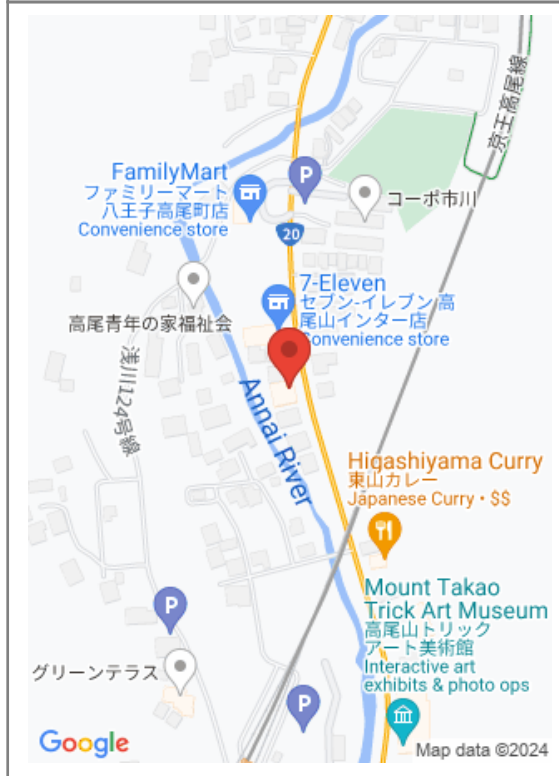 京王高尾線
FamilyMart
ファミリーマート
八王子高尾町店
Convenience store
P
コーポ市川
20
7-Eleven
セブン-イレブン 高
尾山インター店
Convenience store
高尾青年の家福祉会
浅川124号線
Annai River
Higashiyama Curry
東山カレー
Japanese Curry • $$
Mount Takao
Trick Art Museum
高尾山トリック
アート美術館
Interactive art
exhibits & photo ops
P
グリーンテラス
P
Google
Map data ©2024